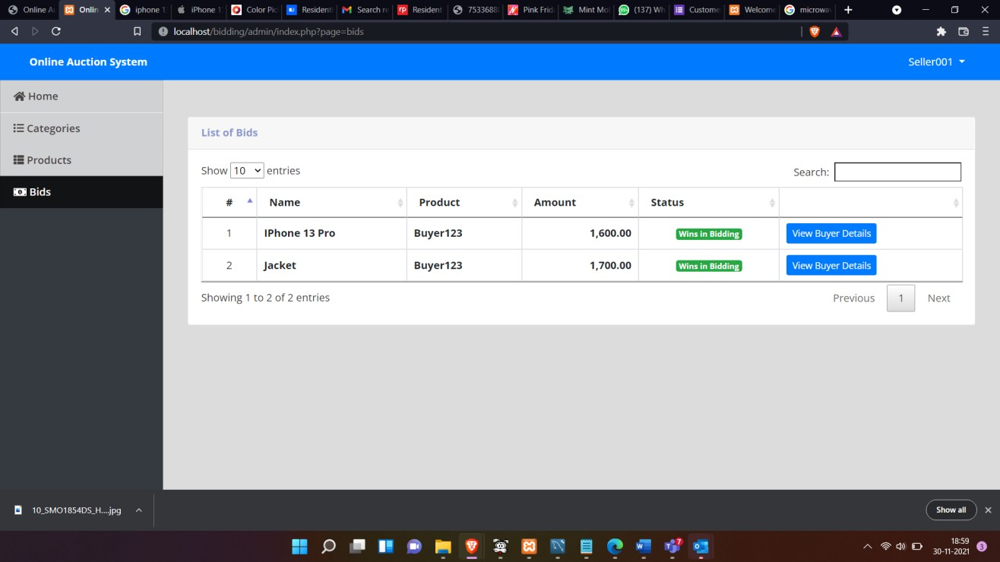 Online A
Onlin
iphone 1
iPhone 1
Color Pic
Residenti
Search re
Resident
7533688
Pink Frid
Mint Mo
(137) Wh
Custome
Welcome
microwa
localhost/bidding/admin/index.php?page=bids
Online Auction System
Seller001
Home
Categories
Products
Bids
List of Bids
Show 10 entries
Search:
# Name Product Amount Status
1 IPhone 13 Pro Buyer123 1,600.00 Wins in Bidding View Buyer Details
2 Jacket Buyer123 1,700.00 Wins in Bidding View Buyer Details
Showing 1 to 2 of 2 entries
Previous 1 Next
10_SMO1854DS_H....jpg
Show all
7
18:59
30-11-2021
3